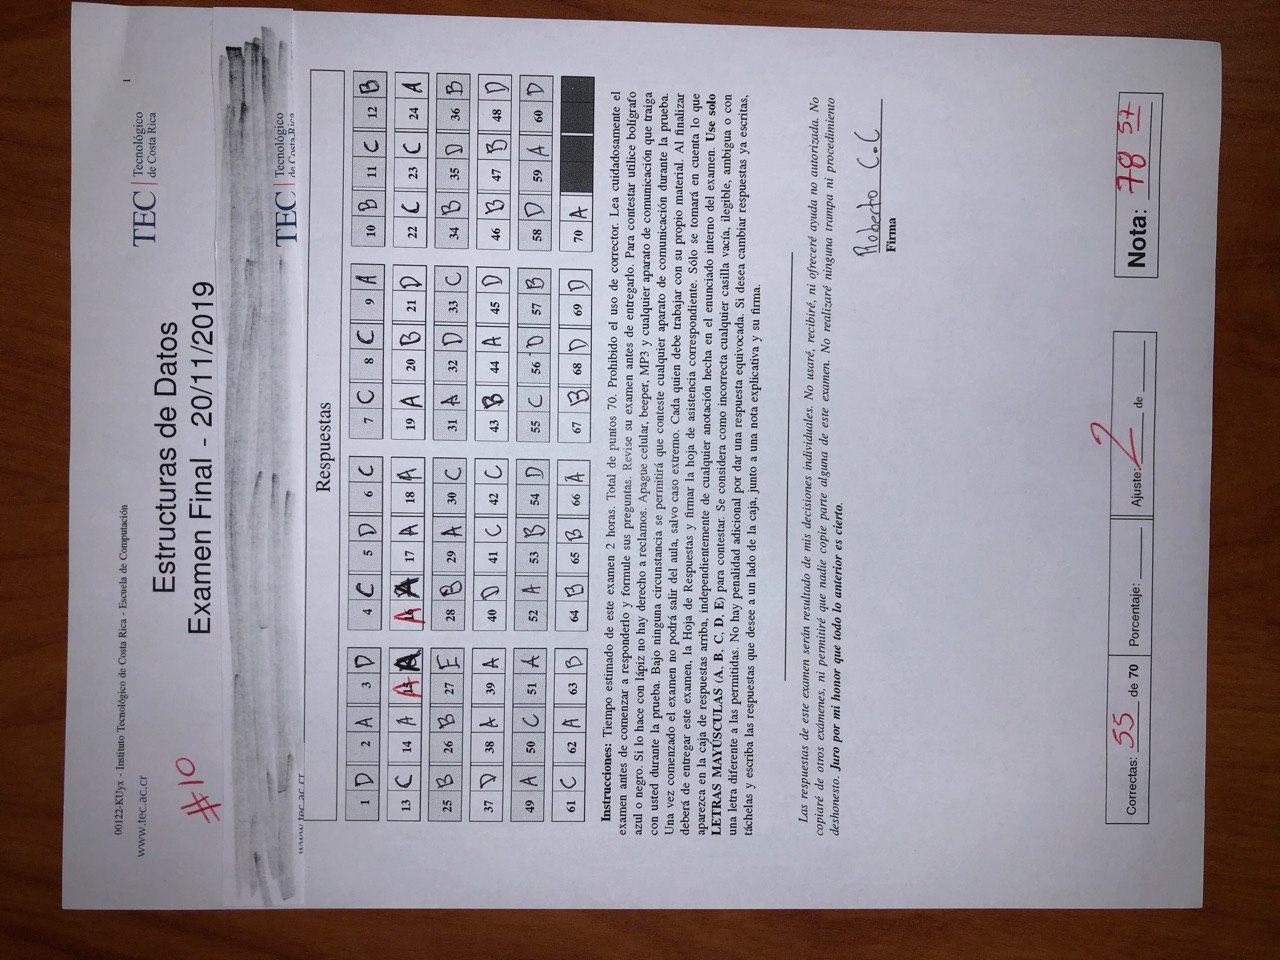 00122-KUyx - Instituto Tecnológico de Costa Rica - Escuela de Computación
1
www.tec.ac.cr
TEC | Tecnológico
de Costa Rica
Estructuras de Datos
Examen Final - 20/11/2019
#10
www.tec.ac.cr
TEC | Tecnológico
de Costa Rica
Respuestas
1 D 2 A 3 D 4 C 5 D 6 C 7 C 8 C 9 A 10 B 11 C 12 B
13 C 14 A A A A A 17 A 18 A 19 A 20 B 21 D 22 C 23 C 24 A
25 B 26 B 27 E 28 B 29 A 30 C 31 A 32 D 33 C 34 B 35 D 36 B
37 D 38 A 39 A 40 D 41 C 42 C 43 B 44 A 45 D 46 B 47 B 48 D
49 A 50 C 51 A 52 A 53 B 54 D 55 C 56 D 57 B 58 D 59 A 60 D
61 C 62 A 63 B 64 B 65 B 66 A 67 B 68 D 69 D 70 A
Instrucciones: Tiempo estimado de este examen 2 horas. Total de puntos 70. Prohibido el uso de corrector. Lea cuidadosamente el
examen antes de comenzar a responderlo y formule sus preguntas. Revise su examen antes de entregarlo. Para contestar utilice bolígrafo
azul o negro. Si lo hace con lápiz no hay derecho a reclamos. Apague celular, beeper, MP3 y cualquier aparato de comunicación que traiga
con usted durante la prueba. Bajo ninguna circunstancia se permitirá que conteste cualquier aparato de comunicación durante la prueba.
Una vez comenzado el examen no podrá salir del aula, salvo caso extremo. Cada quien debe trabajar con su propio material. Al finalizar
deberá de entregar este examen, la Hoja de Respuestas y firmar la hoja de asistencia correspondiente. Sólo se tomará en cuenta lo que
aparezca en la caja de respuestas arriba, independientemente de cualquier anotación hecha en el enunciado interno del examen. Use solo
LETRAS MAYÚSCULAS (A, B, C, D, E) para contestar. Se considera como incorrecta cualquier casilla vacía, ilegible, ambigua o con
una letra diferente a las permitidas. No hay penalidad adicional por dar una respuesta equivocada. Si desea cambiar respuestas ya escritas,
táchelas y escriba las respuestas que desee a un lado de la caja, junto a una nota explicativa y su firma.
Las respuestas de este examen serán resultado de mis decisiones individuales. No usaré, recibiré, ni ofreceré ayuda no autorizada. No
copiaré de otros exámenes, ni permitiré que nadie copie parte alguna de este examen. No realizaré ninguna trampa ni procedimiento
deshonesto. Juro por mi honor que todo lo anterior es cierto.
Roberto C.C
Firma
Correctas: 55 de 70 Porcentaje: Ajuste: 2 de
Nota: 78 57